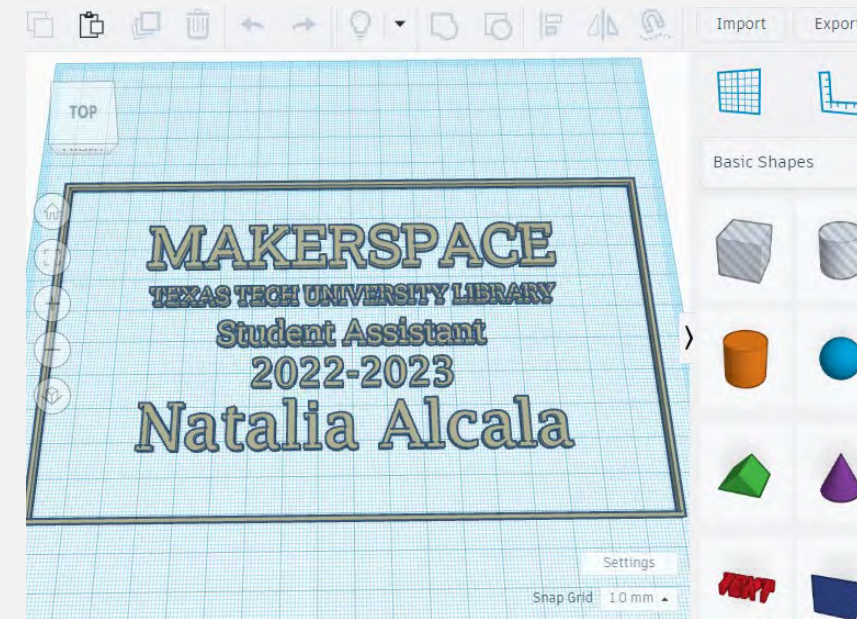 Import Expor
TOP
Basic Shapes
MAKERSPACE
TEXAS TECH UNIVERSITY LIBRARY
Student Assistant
2022-2023
Natalia Alcala
Settings
Snap Grid 1.0 mm
TEXT